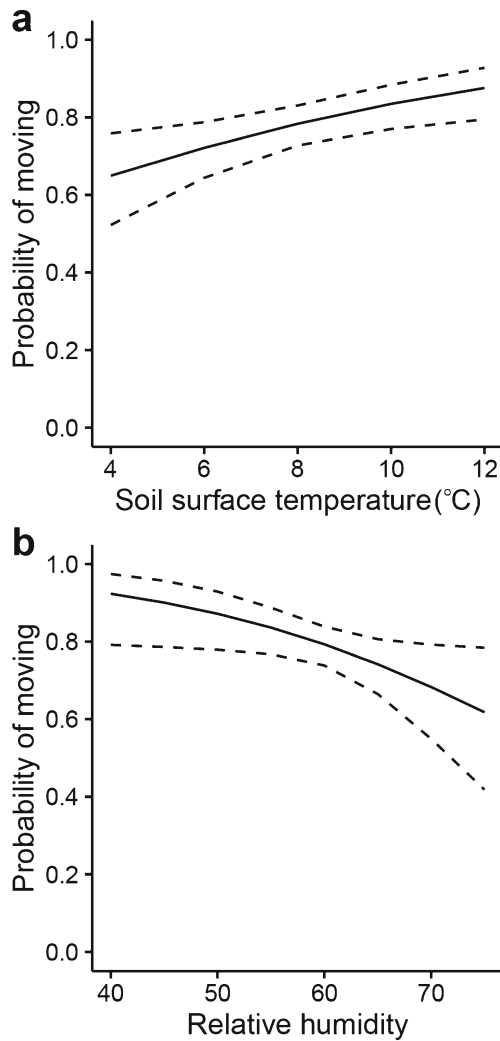 a
1.0
0.8
0.6
0.4
0.2
0.0
Probability of moving
4 6 8 10 12
Soil surface temperature (°C)
b
1.0
0.8
0.6
0.4
0.2
0.0
Probability of moving
40 50 60 70
Relative humidity